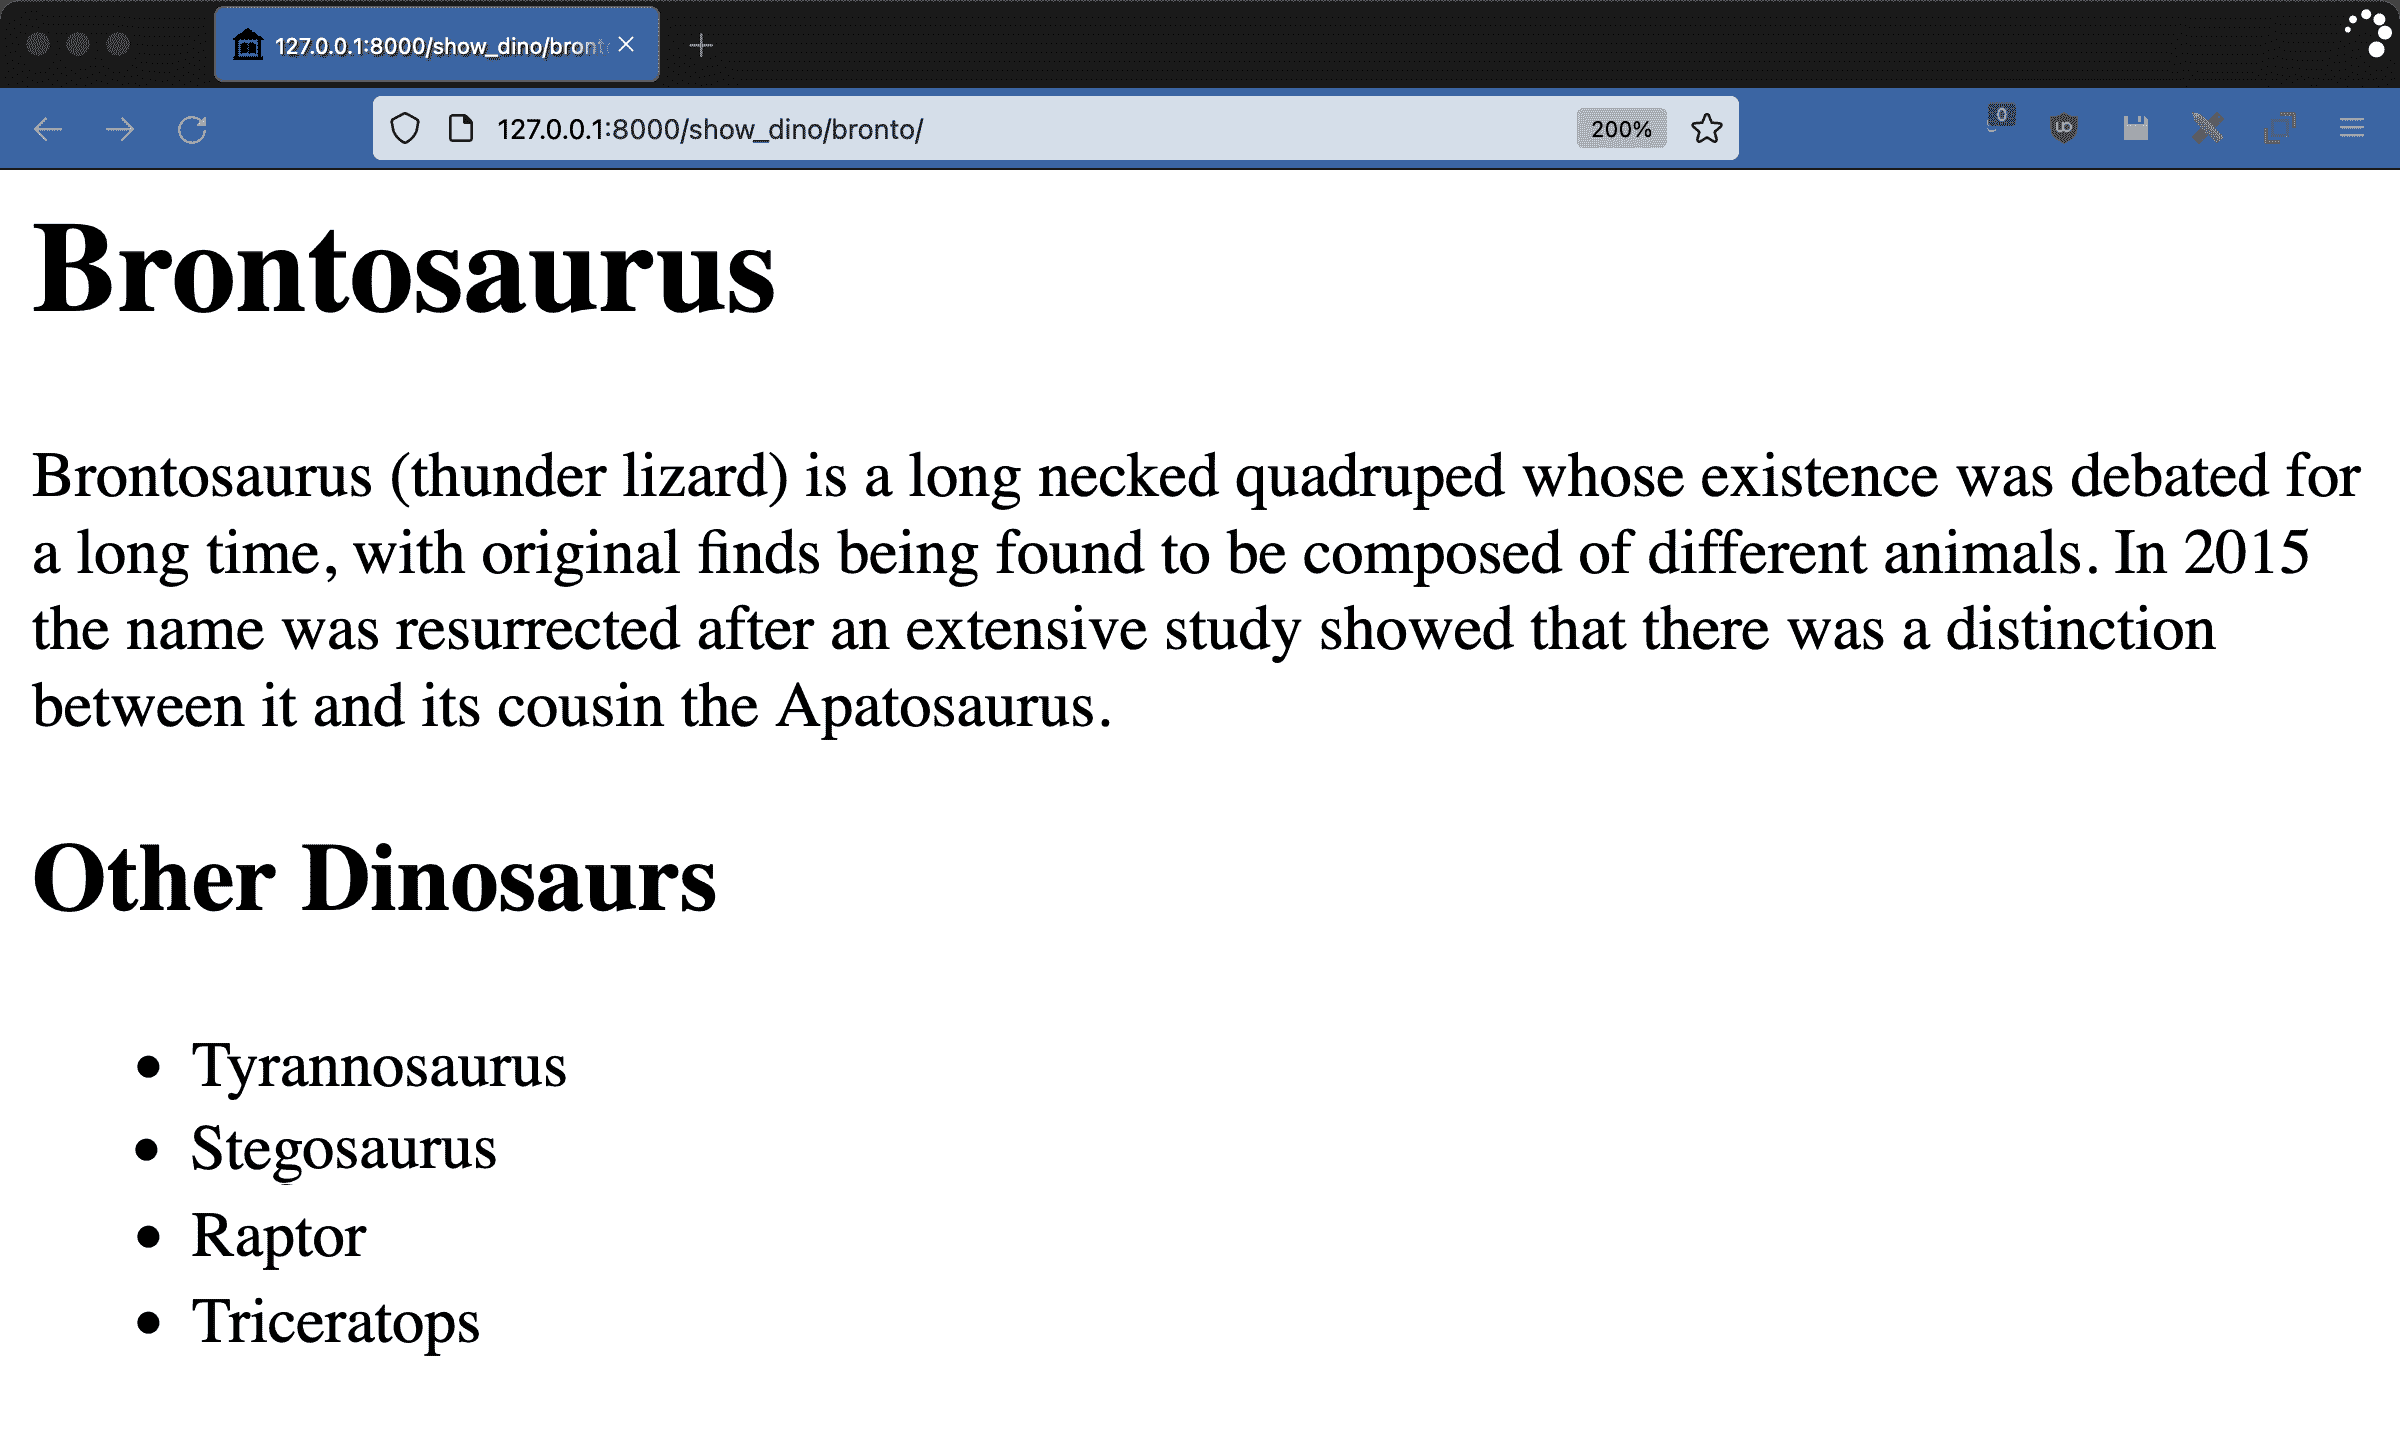 127.0.0.1:8000/show_dino/bront
127.0.0.1:8000/show_dino/bronto/
200%
0
Brontosaurus
Brontosaurus (thunder lizard) is a long necked quadruped whose existence was debated for
a long time, with original finds being found to be composed of different animals. In 2015
the name was resurrected after an extensive study showed that there was a distinction
between it and its cousin the Apatosaurus.
Other Dinosaurs
• Tyrannosaurus
• Stegosaurus
• Raptor
• Triceratops